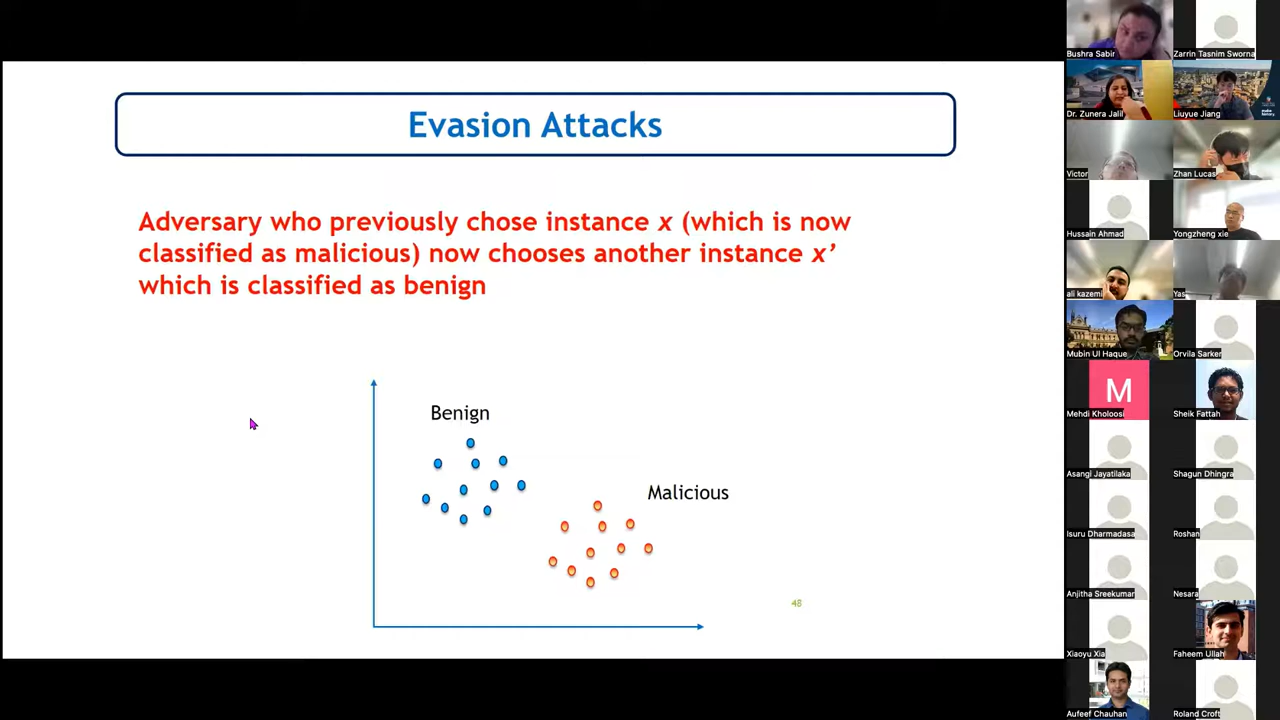 Evasion Attacks
Adversary who previously chose instance x (which is now
classified as malicious) now chooses another instance x’
which is classified as benign
Benign
Malicious
48
Bushra Sabir
Zarrin Tasnim Sworna
Dr. Zunera Jalil
Liuyue Jiang
Victor
Zhan Lucas
Hussain Ahmad
Yongzheng xie
ali kazemi
Yas
Mubin Ul Haque
Orvila Sarker
M
Mehdi Kholoosi
Sheik Fattah
Asangi Jayatilaka
Shagun Dhingra
Isuru Dharmadasa
Roshan
Anjitha Sreekumar
Nesara
Xiaoyu Xia
Faheem Ullah
Aufeef Chauhan
Roland Croft